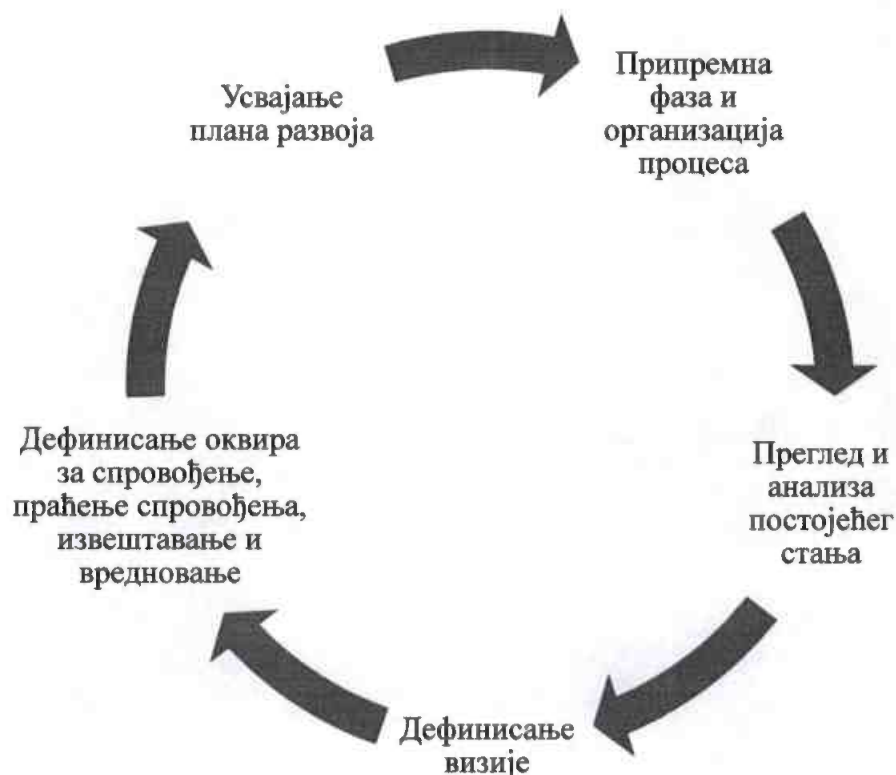 Усвајање
плана развоја
Припремна
фаза и
организација
процеса
Преглед и
анализа
постојећег
стања
Дефинисање
визије
Дефинисање оквира
за спровођење,
праћење спровођења,
извештавање и
вредновање